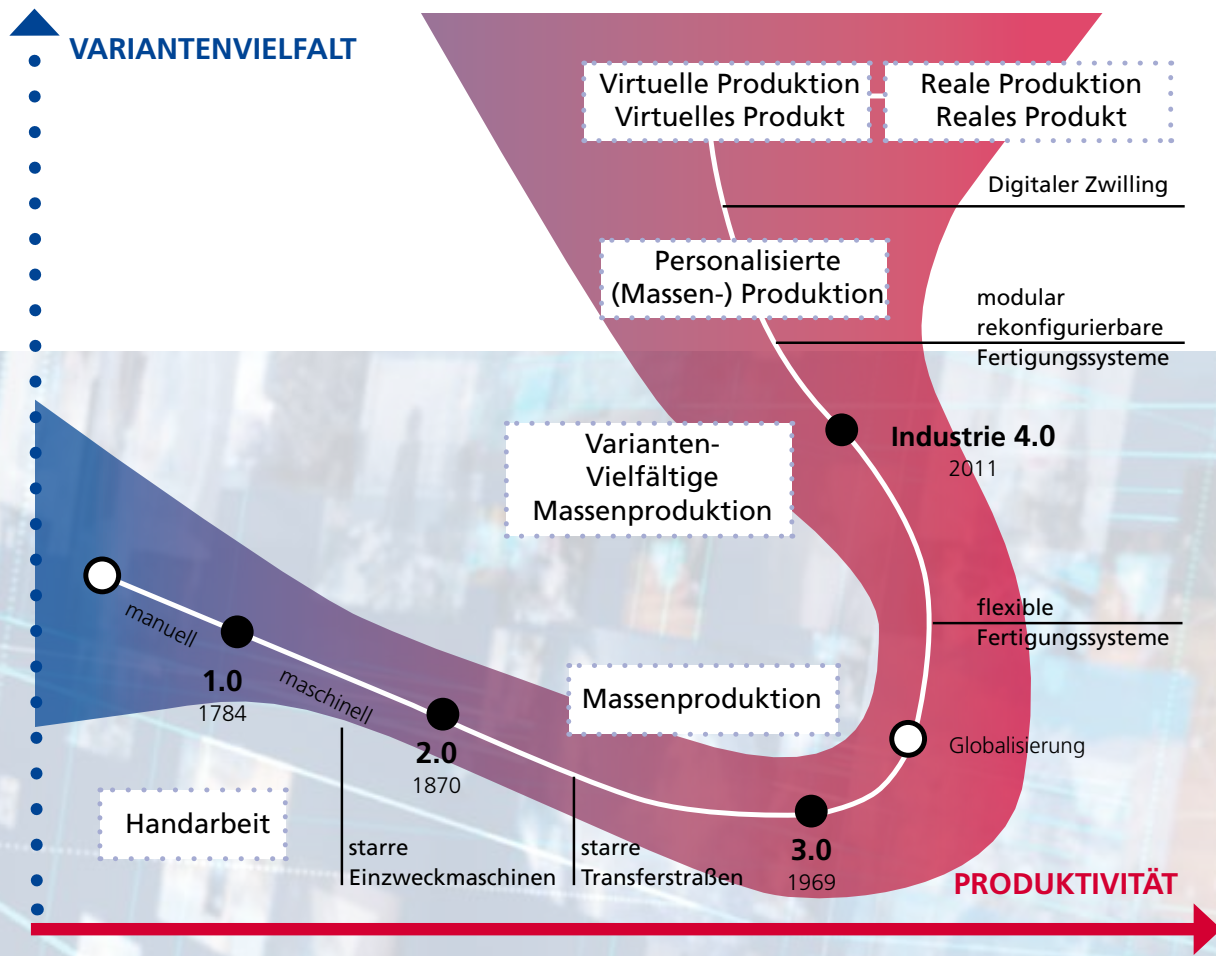 VARIANTENVIELFALT
Virtuelle Produktion
Virtuelles Produkt
Reale Produktion
Reales Produkt
Digitaler Zwilling
Personalisierte
(Massen-) Produktion
modular
rekonfigurierbare
Fertigungssysteme
Varianten-
Vielfältige
Massenproduktion
Industrie 4.0
2011
manuell
1.0
1784
maschinell
2.0
1870
flexible
Fertigungssysteme
Massenproduktion
Globalisierung
Handarbeit
starre
Einzweckmaschinen
starre
Transferstraßen
3.0
1969
PRODUKTIVITÄT